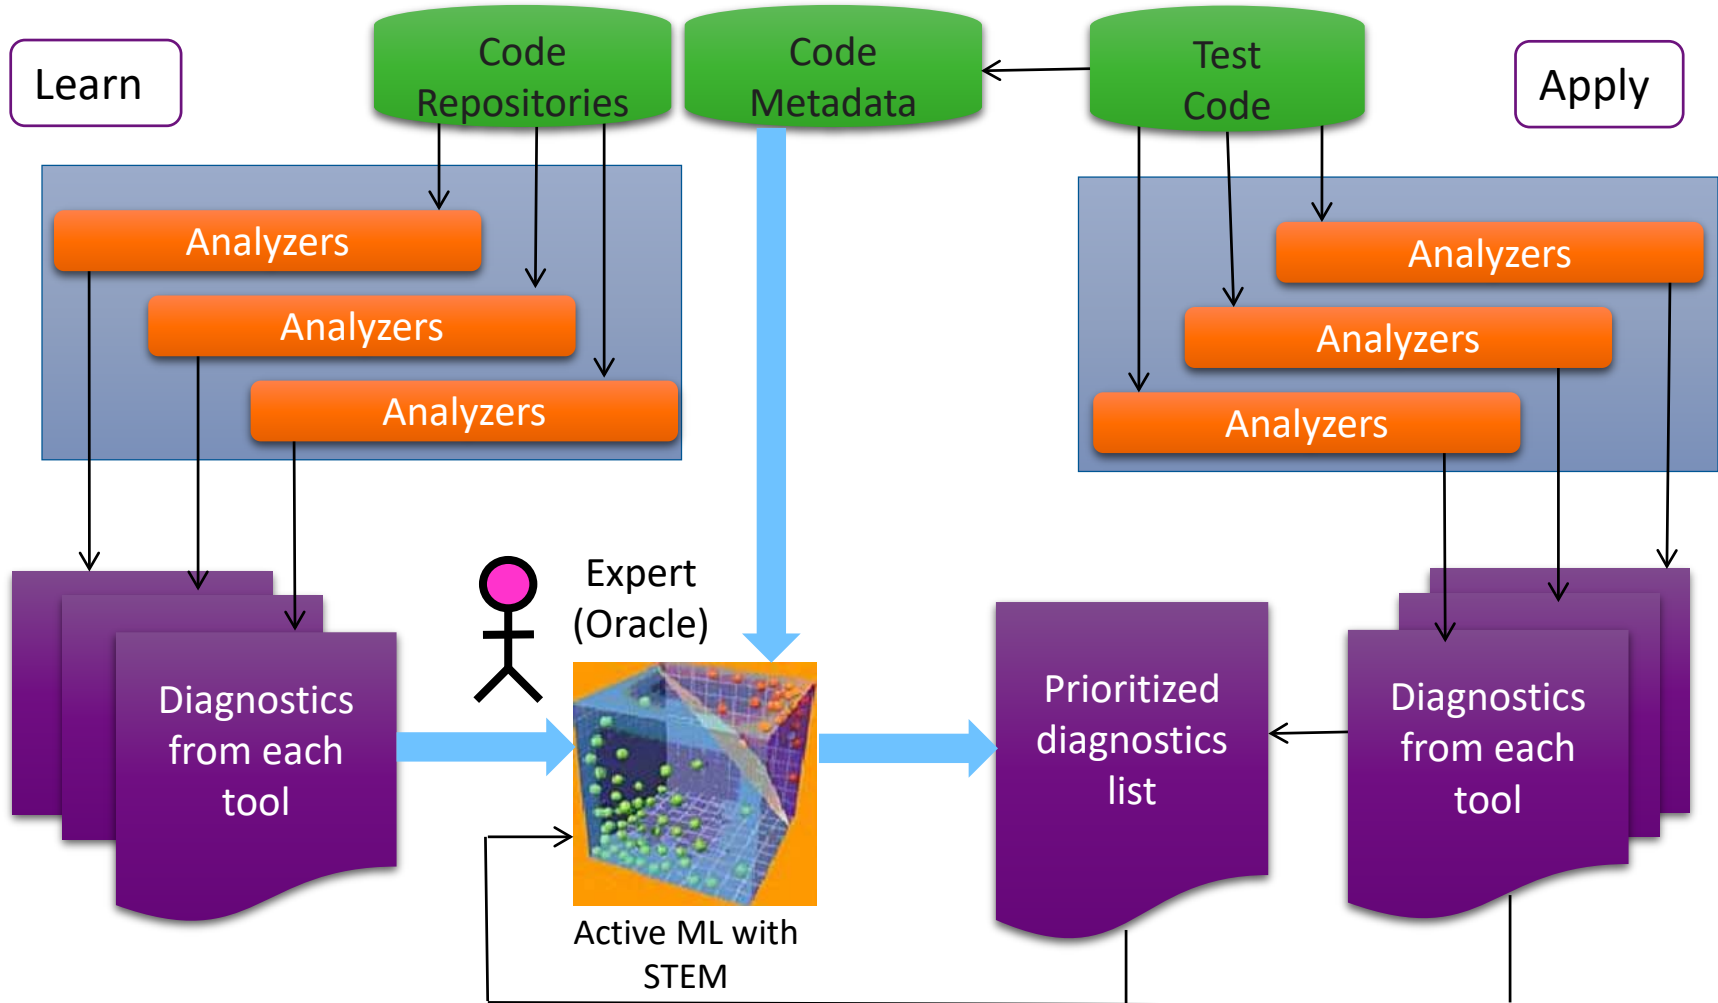 Learn
Code
Repositories
Code
Metadata
Test
Code
Apply
Analyzers
Analyzers
Analyzers
Analyzers
Analyzers
Analyzers
Expert
(Oracle)
Diagnostics
from each
tool
Active ML with
STEM
Prioritized
diagnostics
list
Diagnostics
from each
tool